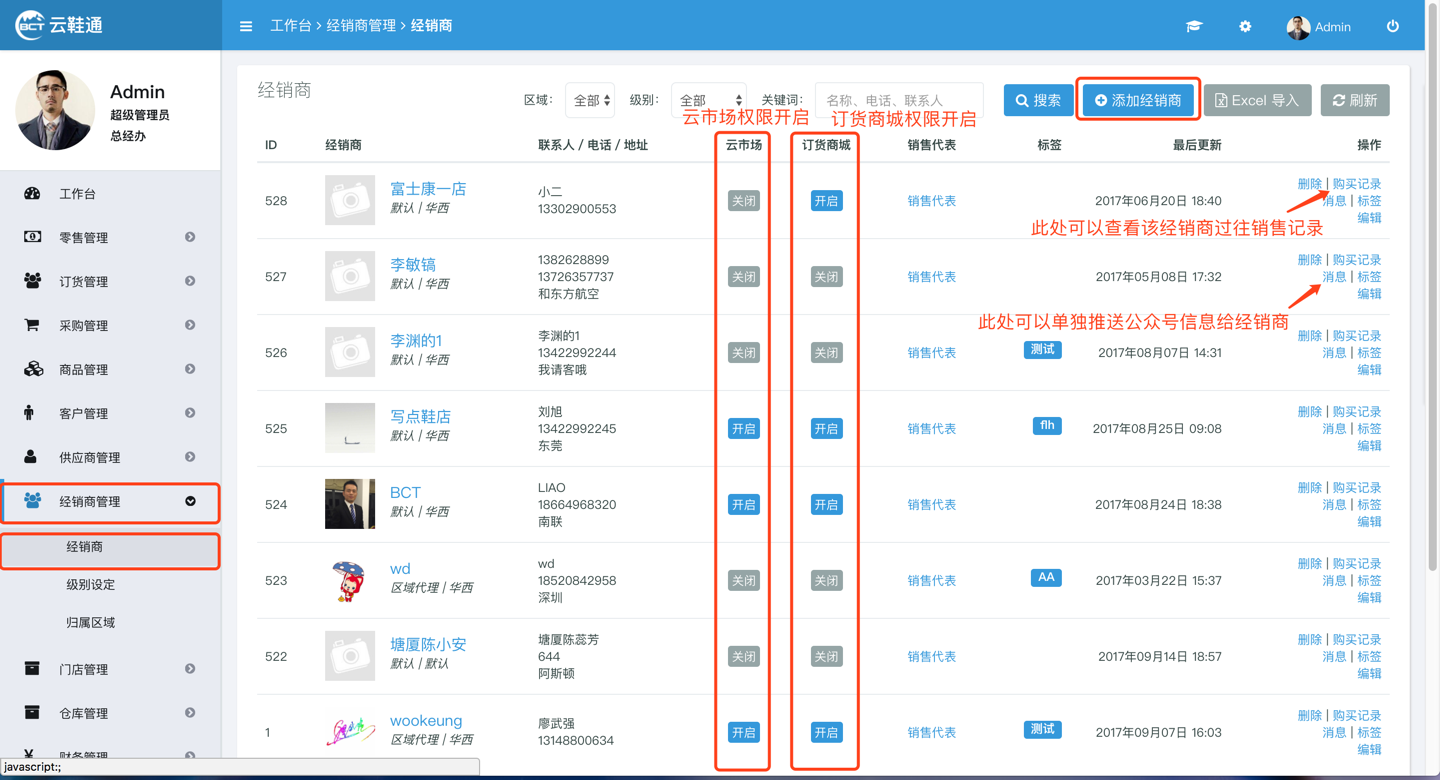 BCT 云鞋通
工作台 > 经销商管理 > 经销商
Admin
Admin
超级管理员
总经办
工作台
零售管理
订货管理
采购管理
商品管理
客户管理
供应商管理
经销商管理
经销商
级别设定
归属区域
门店管理
仓库管理
财务管理
javascript:;
经销商
区域: 全部 级别: 全部 关键词: 名称、电话、联系人 搜索 添加经销商 Excel 导入 刷新
云市场权限开启 订货商城权限开启
ID 经销商 联系人 / 电话 / 地址 云市场 订货商城 销售代表 标签 最后更新 操作
528
富士康一店
默认 | 华西
小二
13302900553
关闭 开启 销售代表 2017年06月20日 18:40
删除 | 购买记录
消息 | 标签
编辑
此处可以查看该经销商过往销售记录
527
李敏镐
默认 | 华西
1382628899
13726357737
和东方航空
关闭 关闭 销售代表 2017年05月08日 17:32
删除 | 购买记录
消息 | 标签
编辑
此处可以单独推送公众号信息给经销商
526
李渊的1
默认 | 华西
李渊的1
13422992244
我请客哦
关闭 关闭 销售代表 测试 2017年08月07日 14:31
删除 | 购买记录
消息 | 标签
编辑
525
写点鞋店
默认 | 华西
刘旭
13422992245
东莞
开启 开启 销售代表 flh 2017年08月25日 09:08
删除 | 购买记录
消息 | 标签
编辑
524
BCT
默认 | 华西
LIAO
18664968320
南联
开启 开启 销售代表 2017年08月24日 18:38
删除 | 购买记录
消息 | 标签
编辑
523
wd
区域代理 | 华西
wd
18520842958
深圳
关闭 关闭 销售代表 AA 2017年03月22日 15:37
删除 | 购买记录
消息 | 标签
编辑
522
塘厦陈小安
默认 | 默认
塘厦陈蕊芳
644
阿斯顿
关闭 关闭 销售代表 2017年09月14日 18:57
删除 | 购买记录
消息 | 标签
编辑
1
wookeung
区域代理 | 华西
廖武强
13148800634
开启 开启 销售代表 测试 2017年09月07日 16:03
删除 | 购买记录
消息 | 标签
编辑